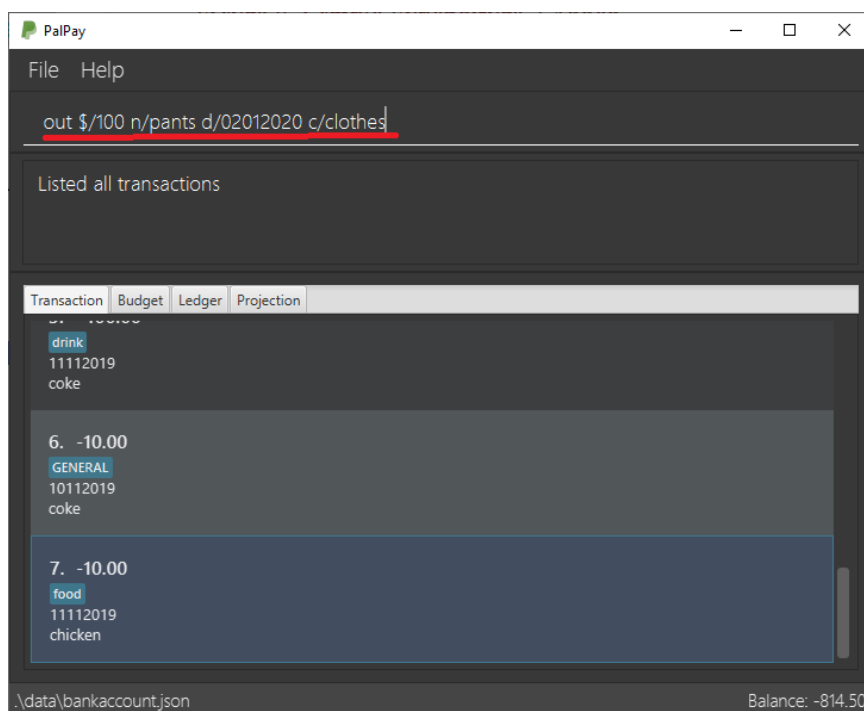 PalPay
File Help
out $/100 n/pants d/02012020 c/clothes
Listed all transactions
Transaction Budget Ledger Projection
drink
11112019
coke
6. -10.00
GENERAL
10112019
coke
7. -10.00
food
11112019
chicken
.\data\bankaccount.json Balance: -814.50